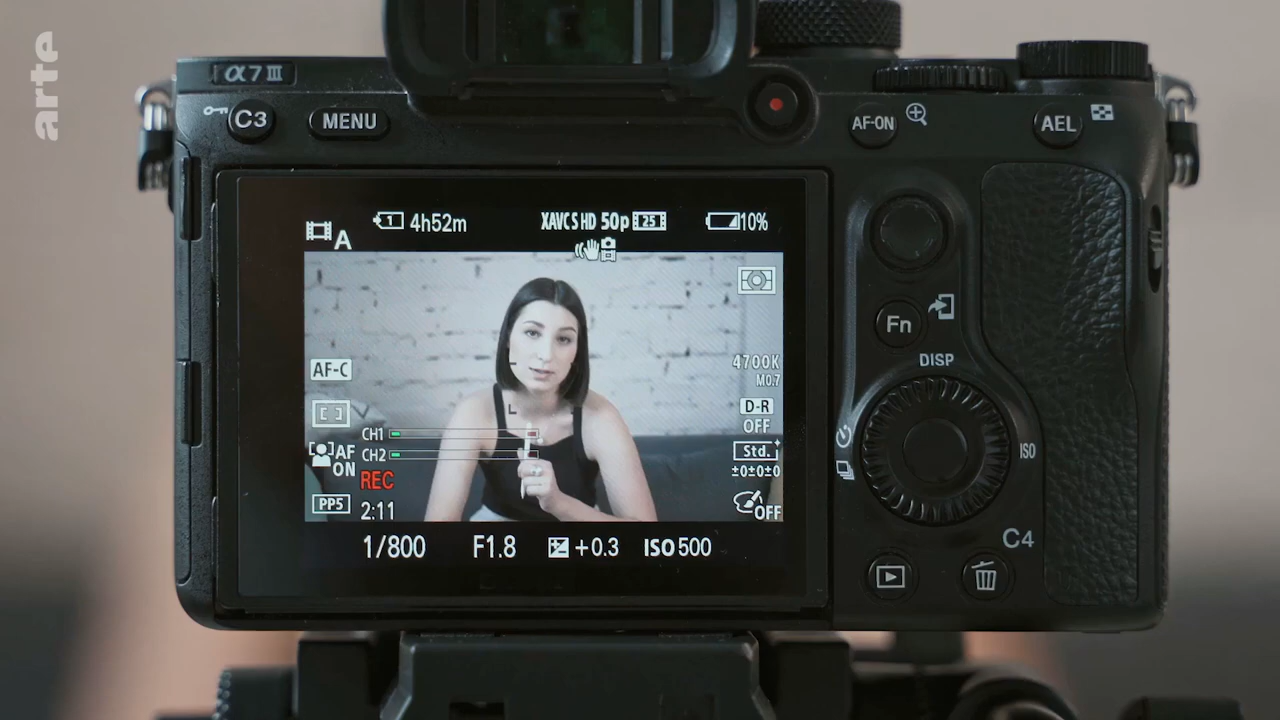 arte
α7III
C3
MENU
AF-ON
AEL
1 4h52m XAVC S HD 50p 25 10%
A
AF-C
4700K
M0.7
D-R
OFF
CH1
CH2
AF
ON
Std.
±0±0±0
REC
PP5
2:11
OFF
1/800 F1.8 +0.3 ISO 500
Fn
DISP
ISO
C4